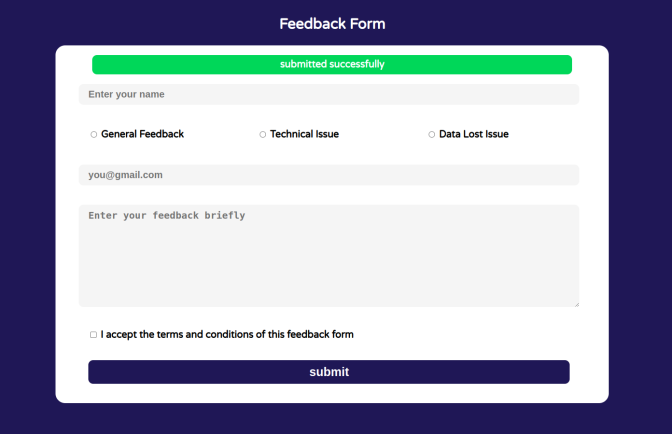 Feedback Form
submitted successfully
Enter your name
General Feedback Technical Issue Data Lost Issue
you@gmail.com
Enter your feedback briefly
I accept the terms and conditions of this feedback form
submit